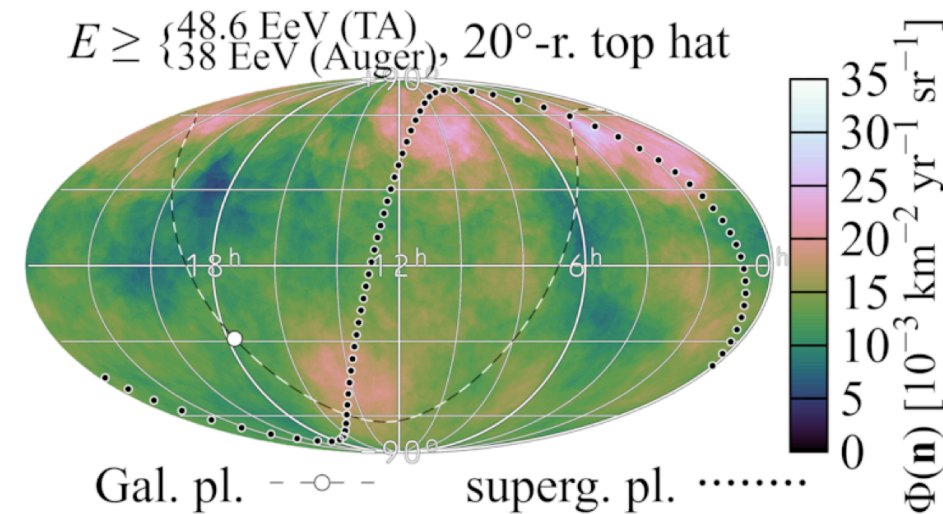 E ≥ {48.6 EeV (TA)
38 EeV (Auger), 20°-r. top hat
+90°
18ʰ 12ʰ 6ʰ 0ʰ
90°
35
30
25
20
15
10
5
0
Φ(n) [10⁻³ km⁻² yr⁻¹ sr⁻¹]
Gal. pl. superg. pl.